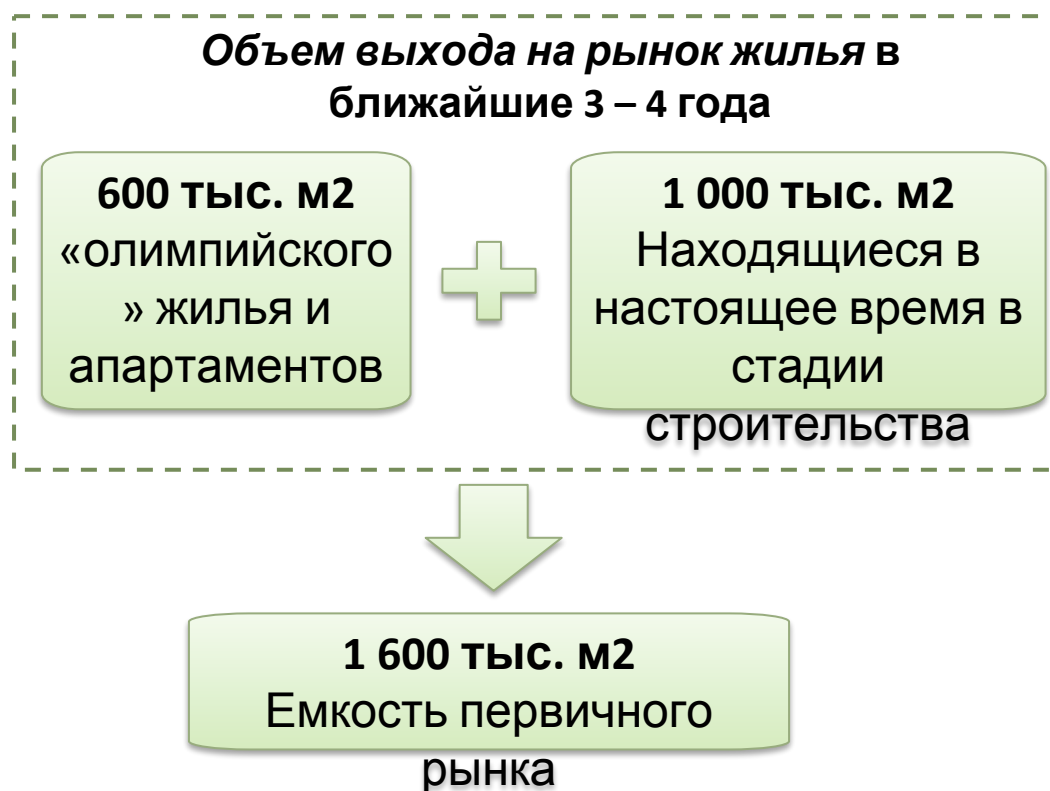 Объем выхода на рынок жилья в
ближайшие 3 – 4 года
600 тыс. м2
«олимпийского
» жилья и
апартаментов
1 000 тыс. м2
Находящиеся в
настоящее время в
стадии
строительства
1 600 тыс. м2
Емкость первичного
рынка